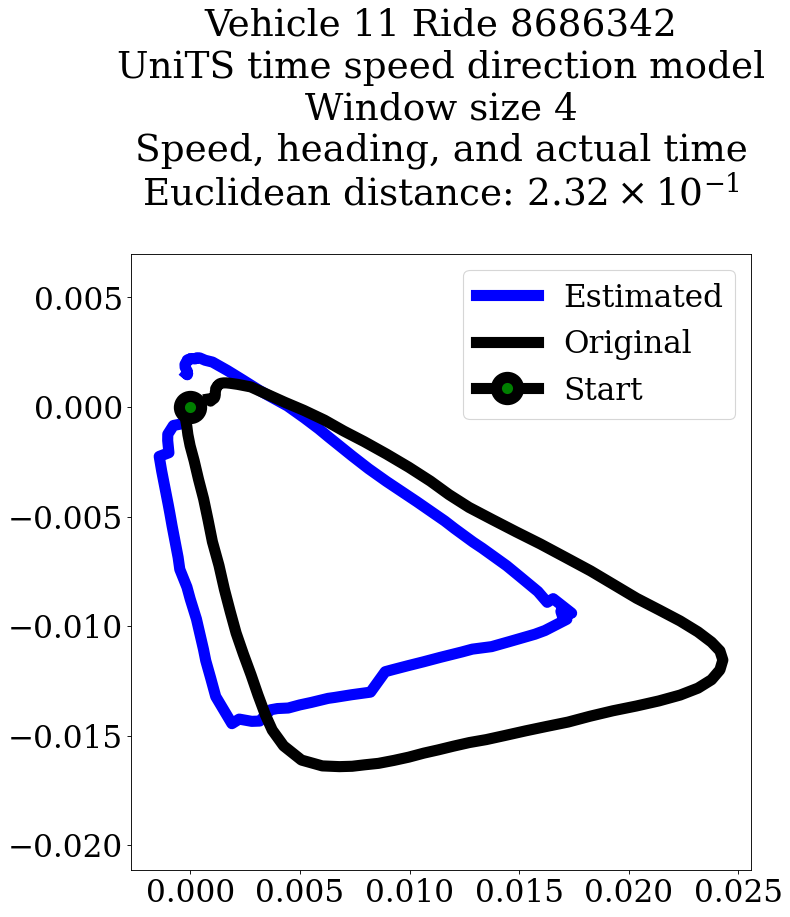 Vehicle 11 Ride 8686342
UniTS time speed direction model
Window size 4
Speed, heading, and actual time
Euclidean distance: 2.32 × 10⁻¹
Estimated
Original
Start
0.005
0.000
−0.005
−0.010
−0.015
−0.020
0.000 0.005 0.010 0.015 0.020 0.025